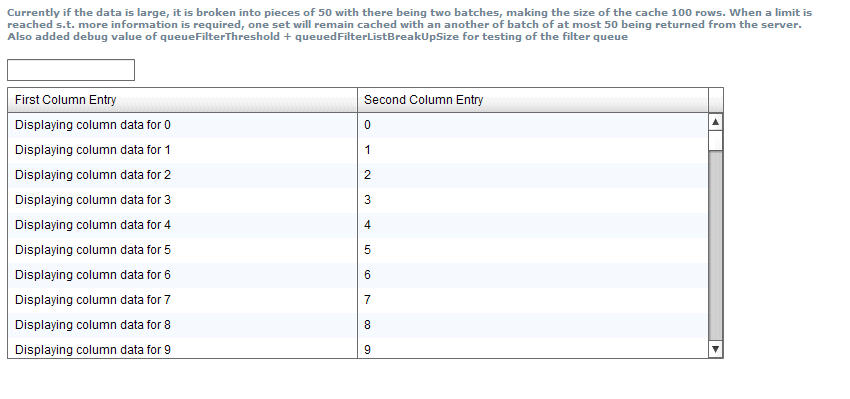 Currently if the data is large, it is broken into pieces of 50 with there being two batches, making the size of the cache 100 rows. When a limit is
reached s.t. more information is required, one set will remain cached with an another of batch of at most 50 being returned from the server.
Also added debug value of queueFilterThreshold + queuedFilterListBreakUpSize for testing of the filter queue
First Column Entry Second Column Entry
Displaying column data for 0 0
Displaying column data for 1 1
Displaying column data for 2 2
Displaying column data for 3 3
Displaying column data for 4 4
Displaying column data for 5 5
Displaying column data for 6 6
Displaying column data for 7 7
Displaying column data for 8 8
Displaying column data for 9 9